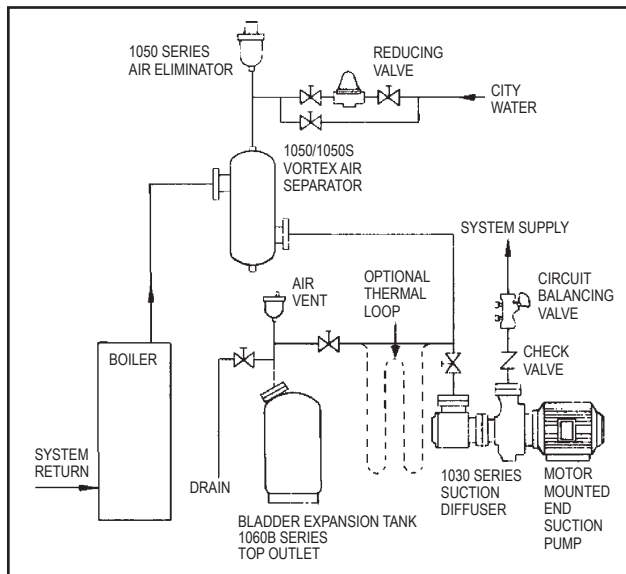 1050 SERIES
AIR ELIMINATOR
REDUCING
VALVE
CITY
WATER
1050/1050S
VORTEX AIR
SEPARATOR
SYSTEM SUPPLY
AIR
VENT
OPTIONAL
THERMAL
LOOP
CIRCUIT
BALANCING
VALVE
BOILER
CHECK
VALVE
SYSTEM
RETURN
DRAIN
1030 SERIES
SUCTION
DIFFUSER
MOTOR
MOUNTED
END
SUCTION
PUMP
BLADDER EXPANSION TANK
1060B SERIES
TOP OUTLET